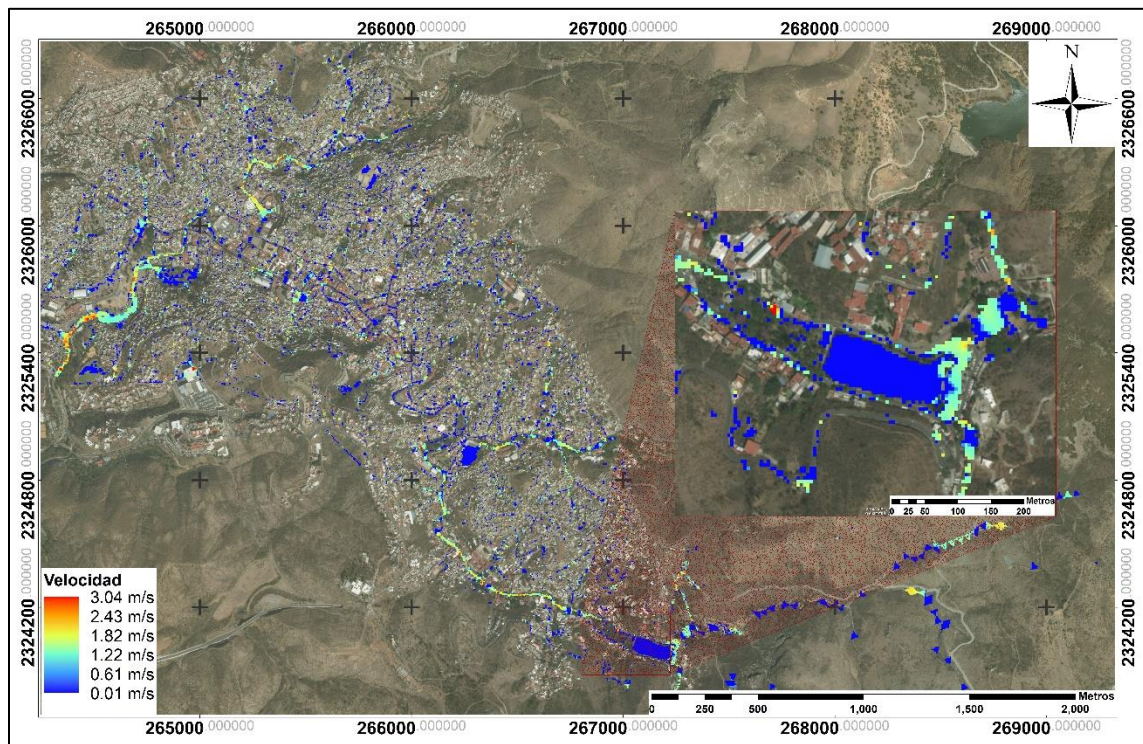 265000.000000 266000.000000 267000.000000 268000.000000 269000.000000
N
2326600.000000 2326600.000000
2326000.000000 2326000.000000
2325400.000000 2325400.000000
2324800.000000 2324800.000000
2324200.000000 2324200.000000
Metros
0 25 50 100 150 200
Velocidad
3.04 m/s
2.43 m/s
1.82 m/s
1.22 m/s
0.61 m/s
0.01 m/s
Metros
0 250 500 1,000 1,500 2,000
265000.000000 266000.000000 267000.000000 268000.000000 269000.000000